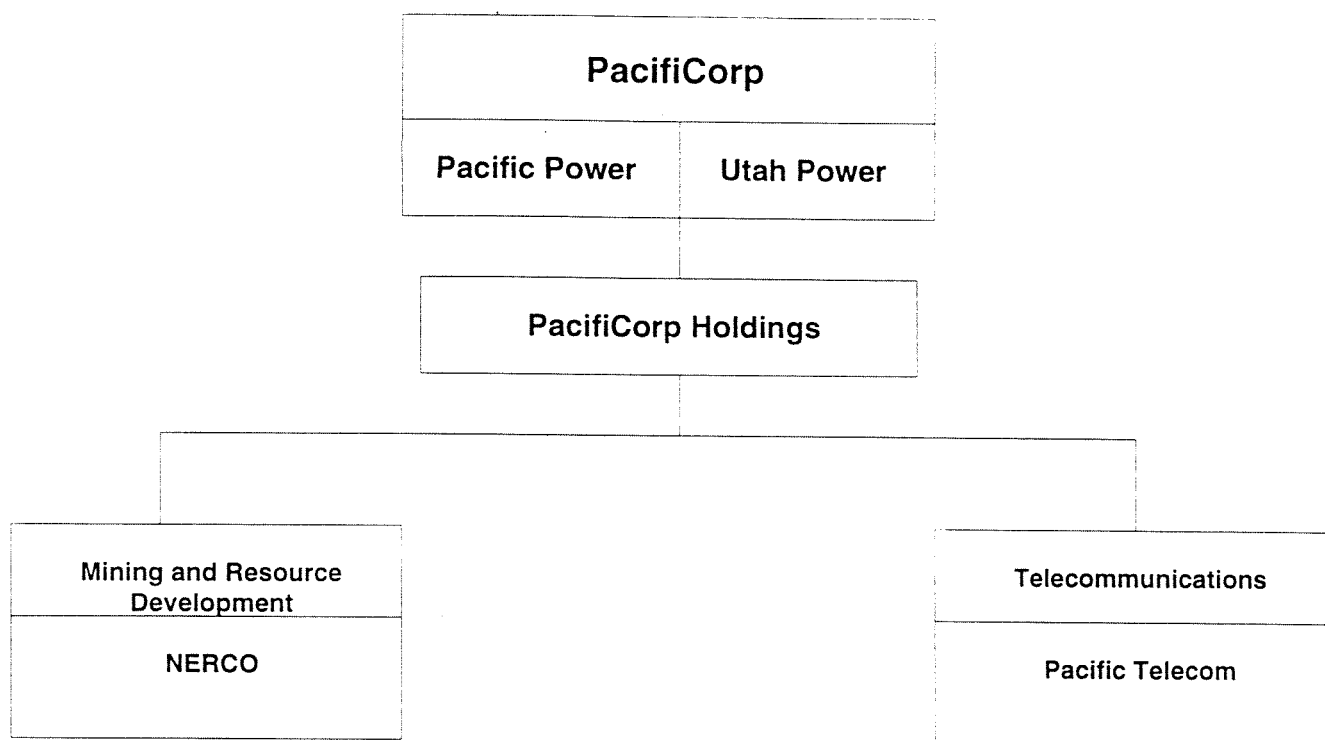 PacifiCorp
Pacific Power
Utah Power
PacifiCorp Holdings
Mining and Resource
Development
NERCO
Telecommunications
Pacific Telecom